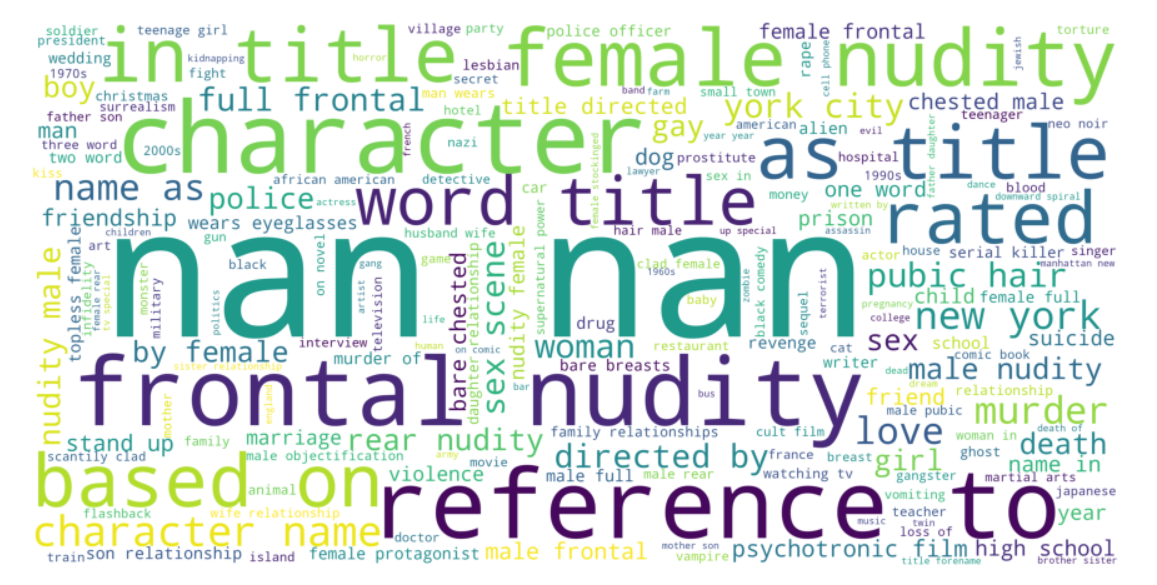 soldier
teenage girl
village
party
police officer
female frontal
torture
president
in title
female nudity
wedding
kidnapping
horror
lesbian
rape
cell phone
jewish
1970s
fight
secret
boy
christmas
full frontal
man wears
band
farm
small town
york city
chested male
surrealism
hotel
title directed
teenager
father son
character
gay
american
alien
evil
neo noir
man
french
nazi
year year
as title
three word
2000s
dog
prostitute
hospital
father daughter
two word
female stockinged
lawyer
sex in
1990s
kiss
african american
detective
car
money
one word
dance
blood
name as
police
actress
word title
written by
downward spiral
rated
friendship
wears eyeglasses
husband wife
supernatural power
hair male
up special
prison
assassin
children
gun
art
on novel
black
gang
game
nan nan
clad female
1960s
black comedy
actor
house
serial killer
singer
manhattan new
topless female
infidelity
female rear
tv special
monster
military
politics
artist
television
life
bare chested
daughter relationship
sex scene
nudity female
baby
zombie
sequel
terrorist
pubic hair
pregnancy
child
female full
college
new york
nudity male
drug
human
interview
by female
murder of
on
comic
woman
restaurant
revenge
cat
sex
school
suicide
sister relationship
bare breasts
writer
comic book
dead
male nudity
mother
england
frontal nudity
bar
bus
dream
friend
relationship
male pubic
murder
stand up
family
marriage
rear nudity
family relationships
cult film
love
woman in
death of
death
scantily clad
male objectification
army
movie
directed by
france
breast
girl
ghost
name in
based on
animal
violence
male full
male rear
watching tv
gangster
martial arts
flashback
wife relationship
reference to
vomiting
japanese
character name
doctor
teacher
twin
year
music
loss of
train
son relationship
island
female protagonist
male frontal
mother son
vampire
psychotronic film
title forename
high school
brother sister